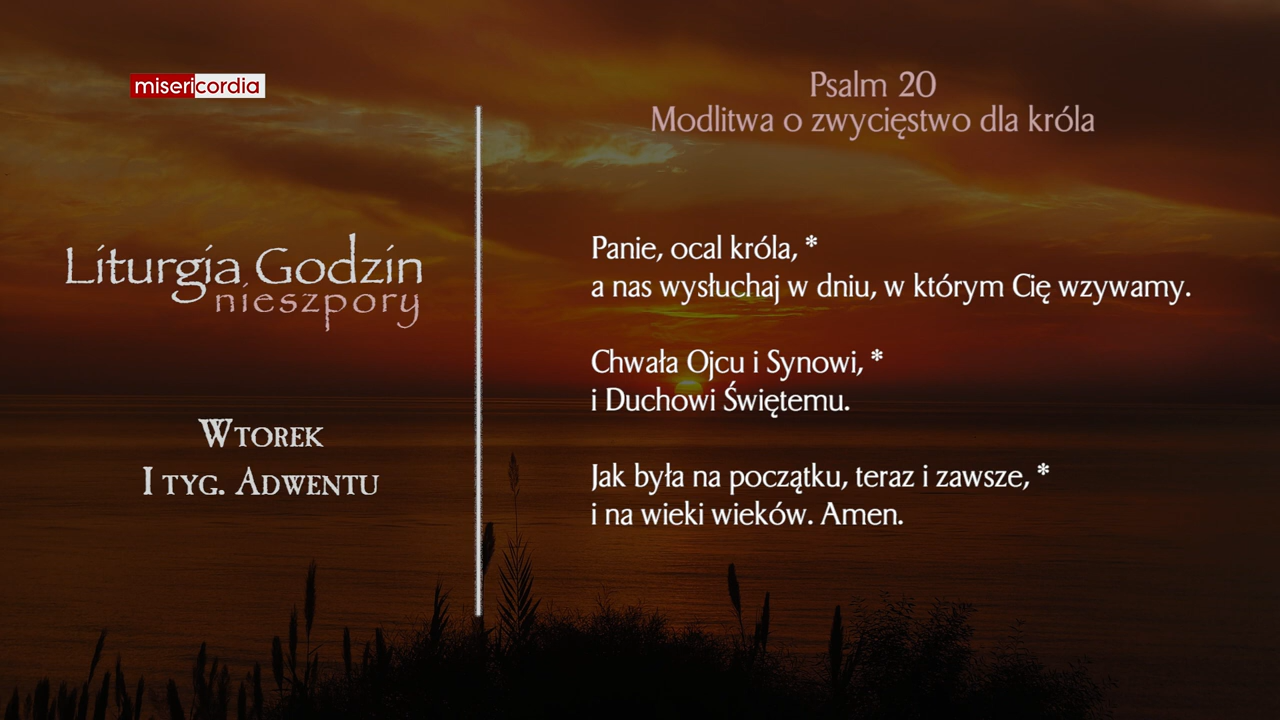 misericordia
Liturgia Godzin
nieszpory
Wtorek
I tyg. Adwentu
Psalm 20
Modlitwa o zwycięstwo dla króla
Panie, ocal króla, *
a nas wysłuchaj w dniu, w którym Cię wzywamy.
Chwała Ojcu i Synowi, *
i Duchowi Świętemu.
Jak była na początku, teraz i zawsze, *
i na wieki wieków. Amen.